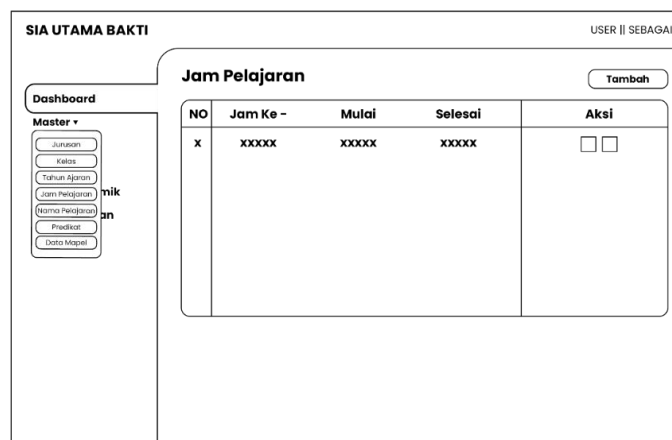 SIA UTAMA BAKTI
USER || SEBAGAI
Jam Pelajaran
Tambah
Dashboard
Master ▾
Jurusan
Kelas
Tahun Ajaran
Jam Pelajaran
mik
Nama Pelajaran
an
Predikat
Data Mapel
NO Jam Ke - Mulai Selesai Aksi
x xxxxx xxxxx xxxxx